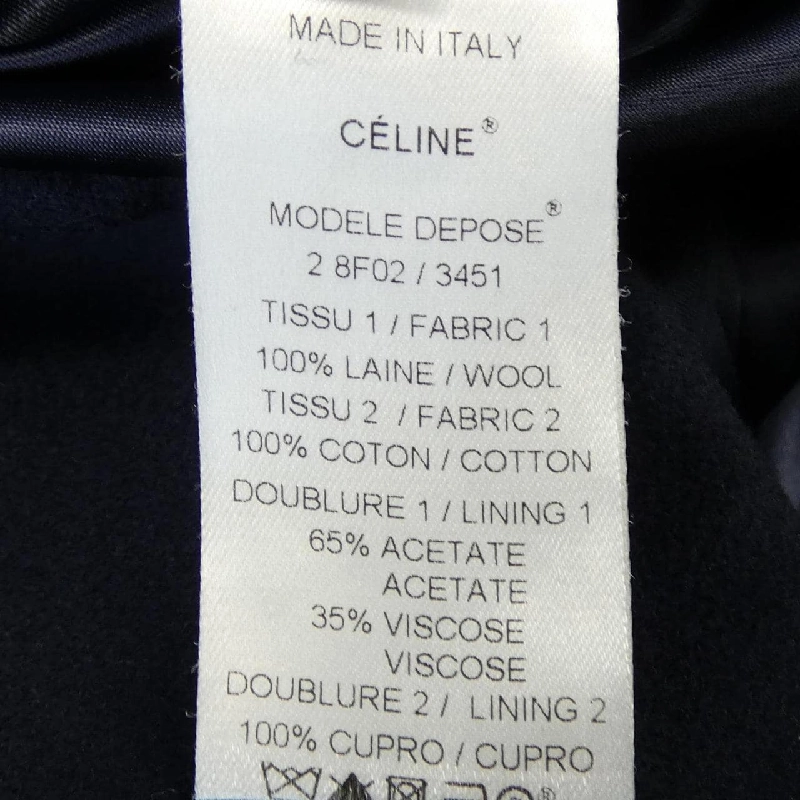 MADE IN ITALY
CÉLINE®
MODELE DEPOSE®
2 8F02 / 3451
TISSU 1 / FABRIC 1
100% LAINE / WOOL
TISSU 2 / FABRIC 2
100% COTON / COTTON
DOUBLURE 1 / LINING 1
65% ACETATE
ACETATE
35% VISCOSE
VISCOSE
DOUBLURE 2 / LINING 2
100% CUPRO / CUPRO
®